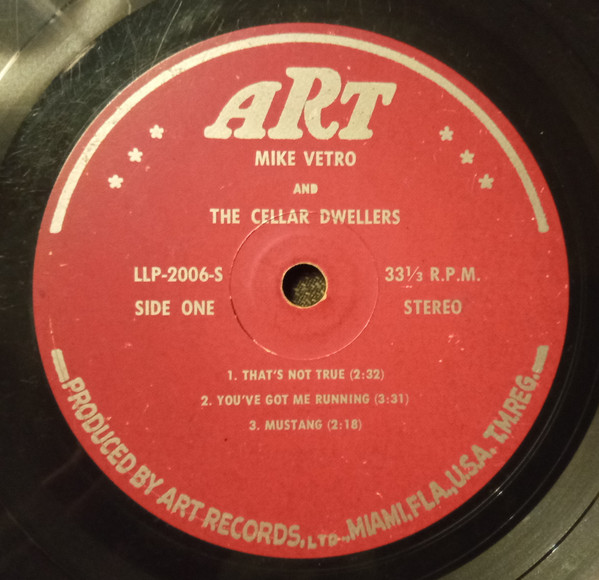 ART
MIKE VETRO
AND
THE CELLAR DWELLERS
LLP-2006-S
SIDE ONE
33⅓ R.P.M.
STEREO
1. THAT'S NOT TRUE (2:32)
2. YOU'VE GOT ME RUNNING (3:31)
3. MUSTANG (2:18)
PRODUCED BY ART RECORDS, LTD., MIAMI, FLA., U.S.A. T.M.REG.